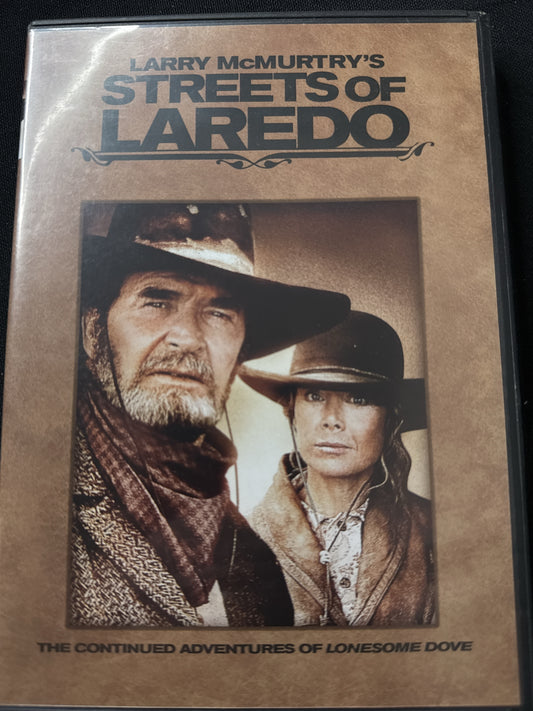 LARRY McMURTRY'S
STREETS OF
LAREDO
THE CONTINUED ADVENTURES OF LONESOME DOVE